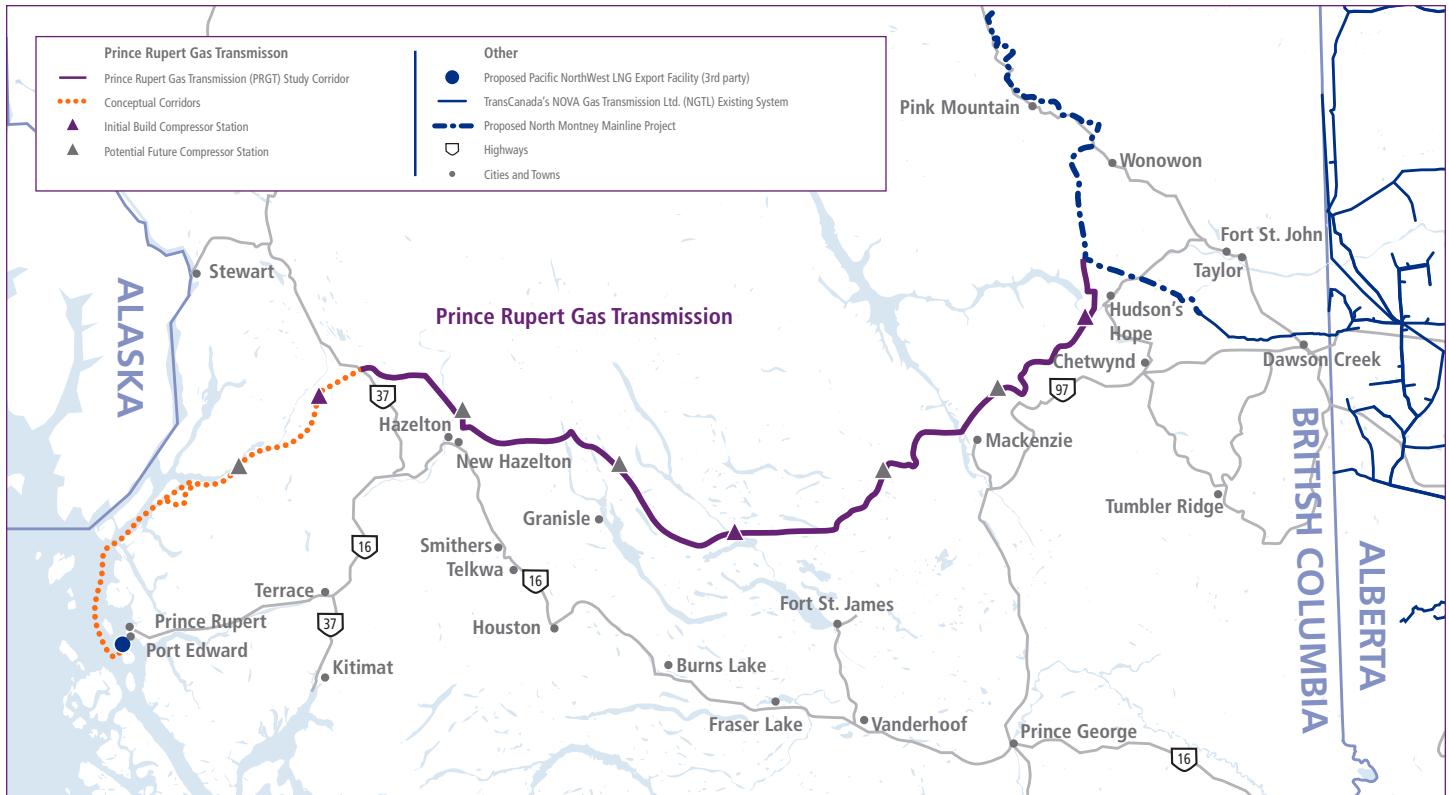 Prince Rupert Gas Transmisson
Prince Rupert Gas Transmission (PRGT) Study Corridor
Conceptual Corridors
Initial Build Compressor Station
Potential Future Compressor Station
Other
Proposed Pacific NorthWest LNG Export Facility (3rd party)
TransCanada's NOVA Gas Transmission Ltd. (NGTL) Existing System
Proposed North Montney Mainline Project
Highways
Cities and Towns
Pink Mountain
Wonowon
Fort St. John
Taylor
Stewart
ALASKA
Prince Rupert Gas Transmission
Hudson's
Hope
Chetwynd
Dawson Creek
37
97
Hazelton
New Hazelton
Mackenzie
BRITISH COLUMBIA
ALBERTA
Tumbler Ridge
Granisle
16
Smithers
Telkwa
16
Terrace
Fort St. James
Prince Rupert
37
Houston
Port Edward
Kitimat
Burns Lake
Fraser Lake
Vanderhoof
Prince George
16